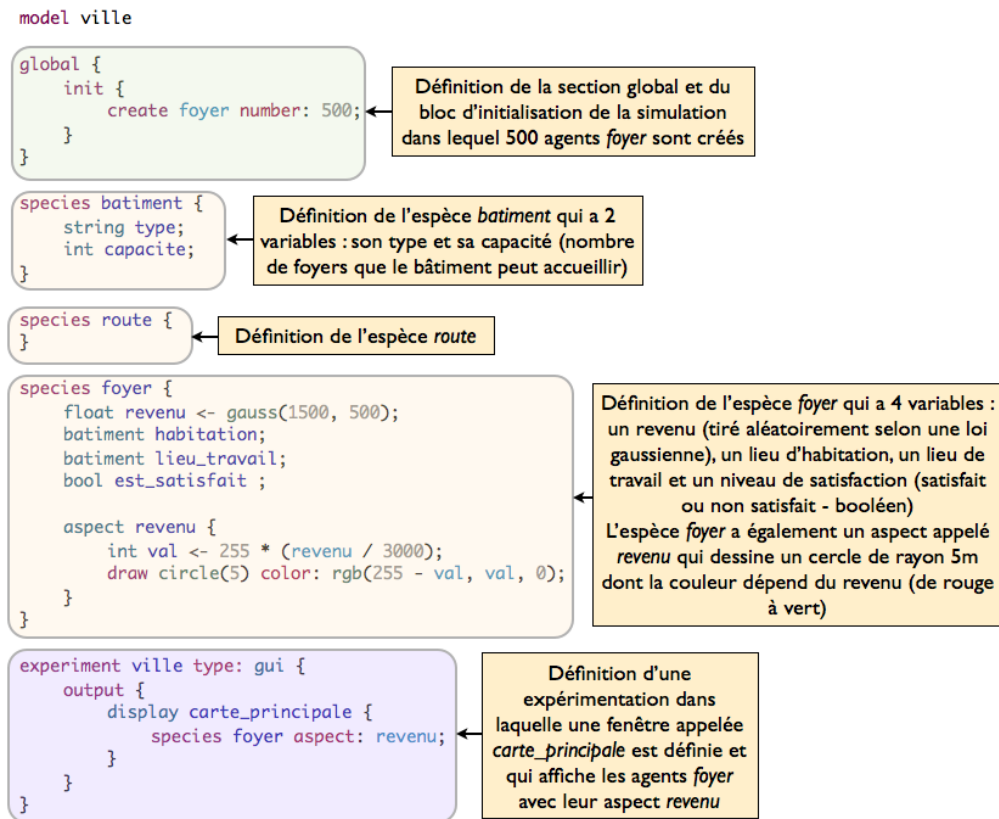 model ville
global {
init {
create foyer number: 500;
}
}
Définition de la section global et du
bloc d'initialisation de la simulation
dans lequel 500 agents foyer sont créés
species batiment {
string type;
int capacite;
}
Définition de l'espèce batiment qui a 2
variables : son type et sa capacité (nombre
de foyers que le bâtiment peut accueillir)
species route {
}
Définition de l'espèce route
species foyer {
float revenu <- gauss(1500, 500);
batiment habitation;
batiment lieu_travail;
bool est_satisfait ;
aspect revenu {
int val <- 255 * (revenu / 3000);
draw circle(5) color: rgb(255 - val, val, 0);
}
}
Définition de l'espèce foyer qui a 4 variables :
un revenu (tiré aléatoirement selon une loi
gaussienne), un lieu d'habitation, un lieu de
travail et un niveau de satisfaction (satisfait
ou non satisfait - booléen)
L'espèce foyer a également un aspect appelé
revenu qui dessine un cercle de rayon 5m
dont la couleur dépend du revenu (de rouge
à vert)
experiment ville type: gui {
output {
display carte_principale {
species foyer aspect: revenu;
}
}
}
Définition d'une
expérimentation dans
laquelle une fenêtre appelée
carte_principale est définie et
qui affiche les agents foyer
avec leur aspect revenu